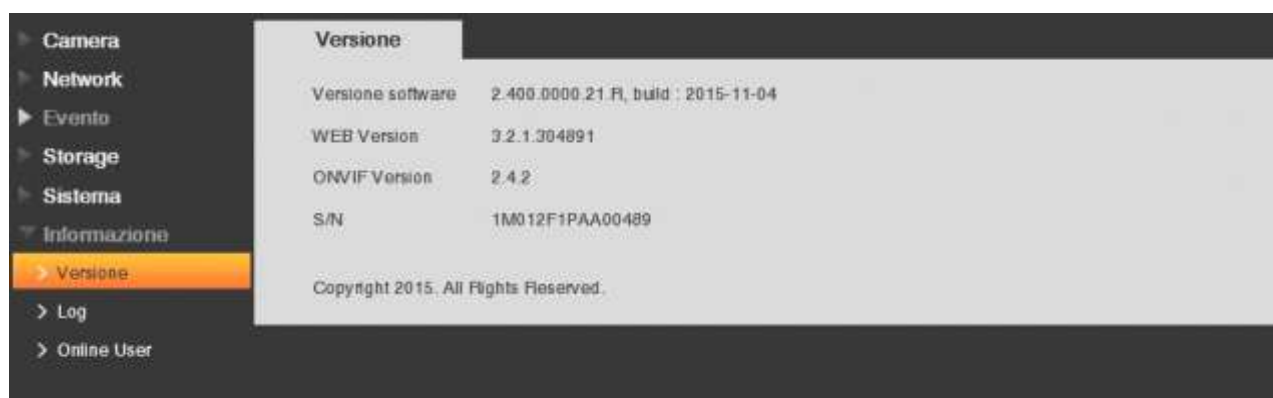 Camera
Network
Evento
Storage
Sistema
Informazione
Versione
Log
Online User
Versione
Versione software 2.400.0000.21.R, build : 2015-11-04
WEB Version 3.2.1.304891
ONVIF Version 2.4.2
S/N 1M012F1PAA00489
Copyright 2015. All Rights Reserved.